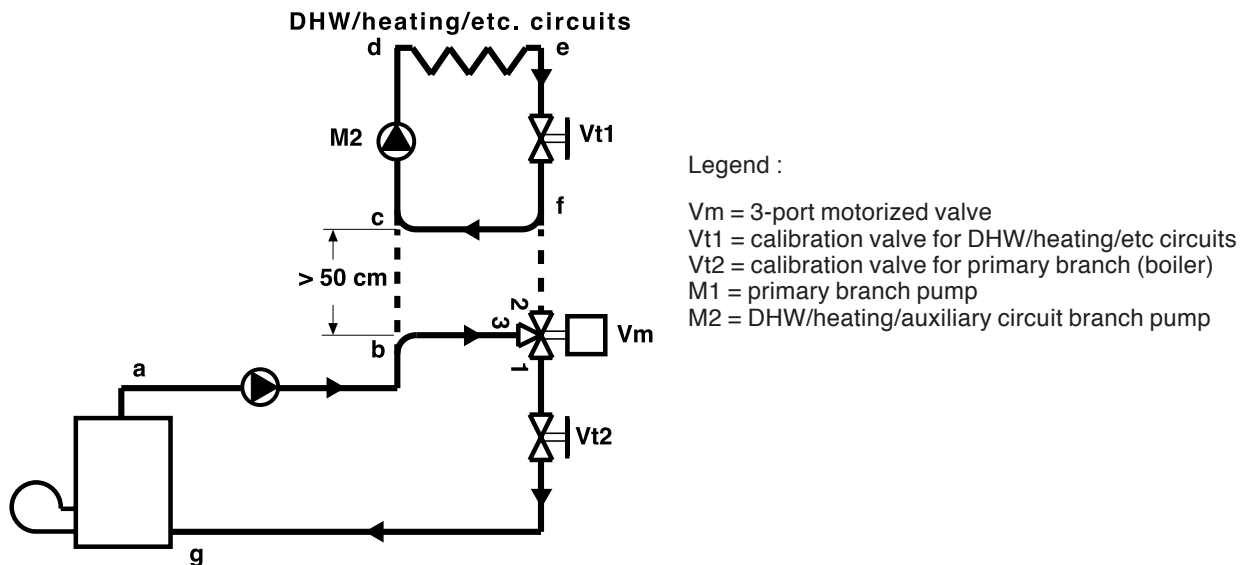 DHW/heating/etc. circuits
d
e
M2
Vt1
c
f
> 50 cm
2
3
Vm
b
1
a
Vt2
g
Legend :
Vm = 3-port motorized valve
Vt1 = calibration valve for DHW/heating/etc circuits
Vt2 = calibration valve for primary branch (boiler)
M1 = primary branch pump
M2 = DHW/heating/auxiliary circuit branch pump